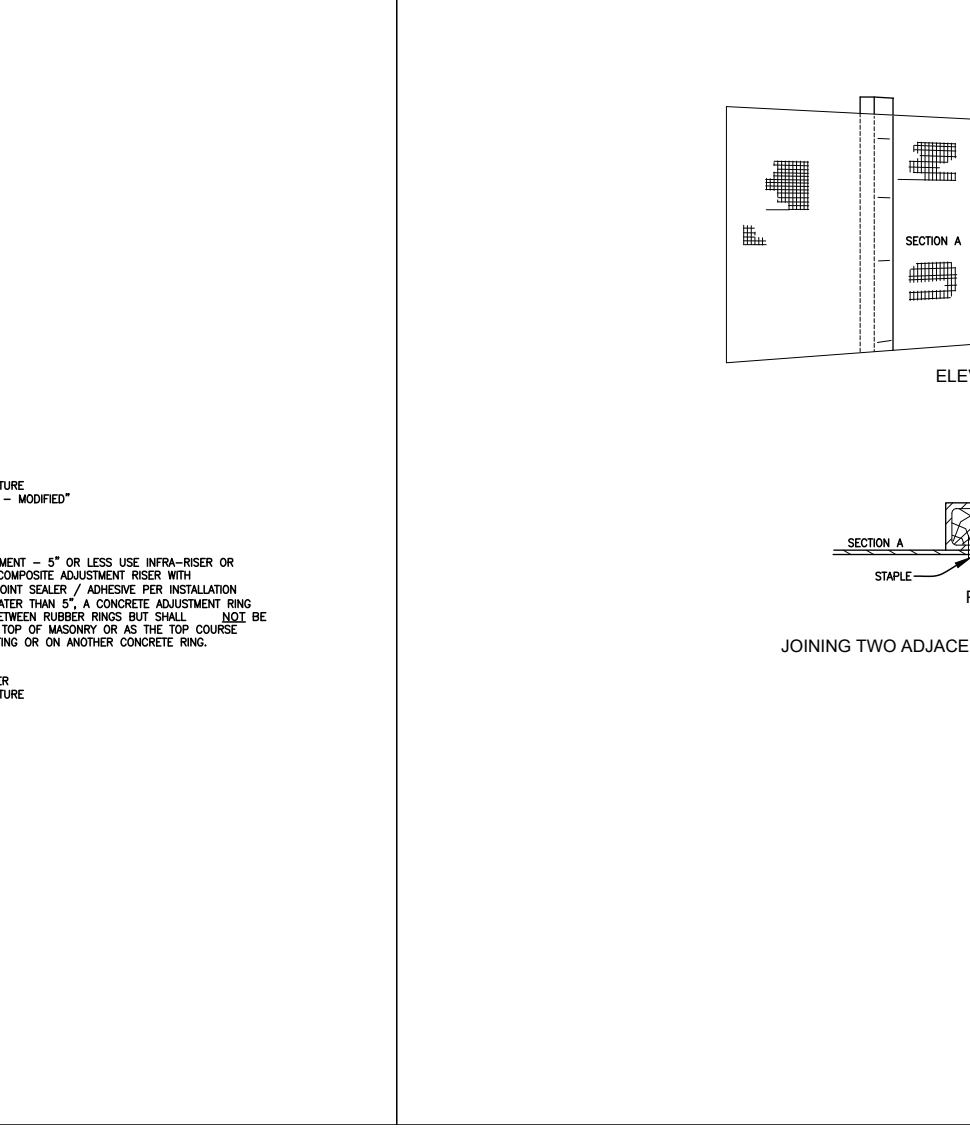 TURE
– MODIFIED"
MENT – 5" OR LESS USE INFRA–RISER OR
COMPOSITE ADJUSTMENT RISER WITH
OINT SEALER / ADHESIVE PER INSTALLATION
ATER THAN 5", A CONCRETE ADJUSTMENT RING
ETWEEN RUBBER RINGS BUT SHALL NOT BE
TOP OF MASONRY OR AS THE TOP COURSE
TING OR ON ANOTHER CONCRETE RING.
ER
TURE
SECTION A
ELEV
SECTION A
STAPLE
P
JOINING TWO ADJACE